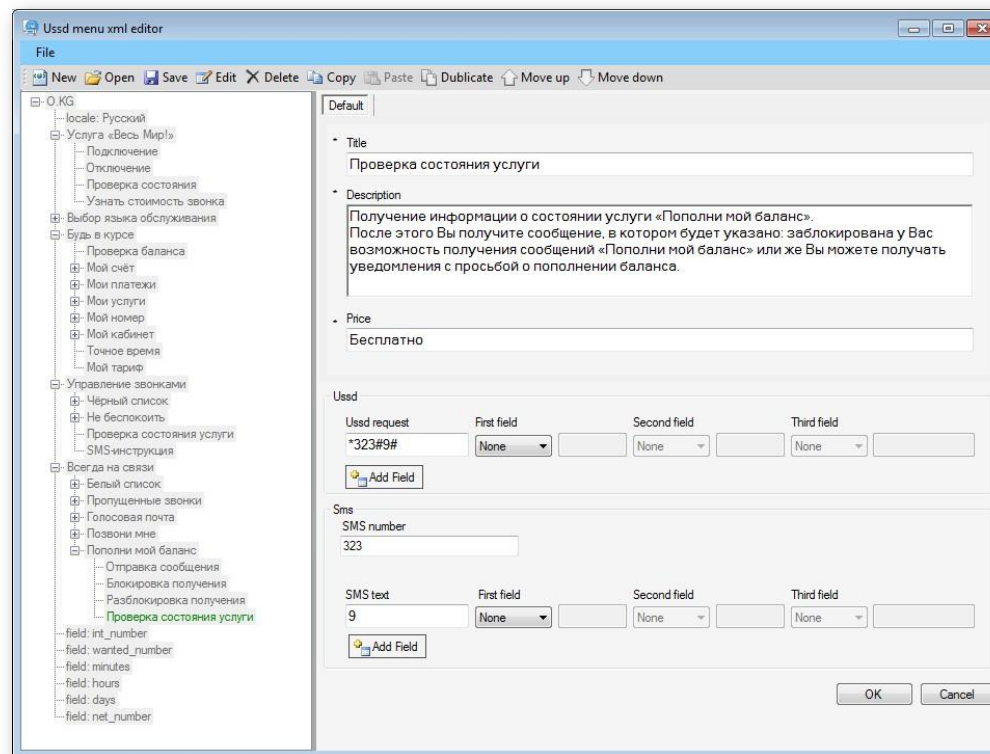 Ussd menu xml editor
File
New Open Save Edit Delete Copy Paste Dublicate Move up Move down
O.KG
locale: Русский
Услуга «Весь Мир!»
Подключение
Отключение
Проверка состояния
Узнать стоимость звонка
Выбор языка обслуживания
Будь в курсе
Проверка баланса
Мой счёт
Мои платежи
Мои услуги
Мой номер
Мой кабинет
Точное время
Мой тариф
Управление звонками
Чёрный список
Не беспокоить
Проверка состояния услуги
SMS-инструкция
Всегда на связи
Белый список
Пропущенные звонки
Голосовая почта
Позвони мне
Пополни мой баланс
Отправка сообщения
Блокировка получения
Разблокировка получения
Проверка состояния услуги
field: int_number
field: wanted_number
field: minutes
field: hours
field: days
field: net_number
Default
* Title
Проверка состояния услуги
* Description
Получение информации о состоянии услуги «Пополни мой баланс».
После этого Вы получите сообщение, в котором будет указано: заблокирована у Вас
возможность получения сообщений «Пополни мой баланс» или же Вы можете получать
уведомления с просьбой о пополнении баланса.
* Price
Бесплатно
Ussd
Ussd request First field Second field Third field
*323#9# None None None
Add Field
Sms
SMS number
323
SMS text First field Second field Third field
9 None None None
Add Field
OK Cancel